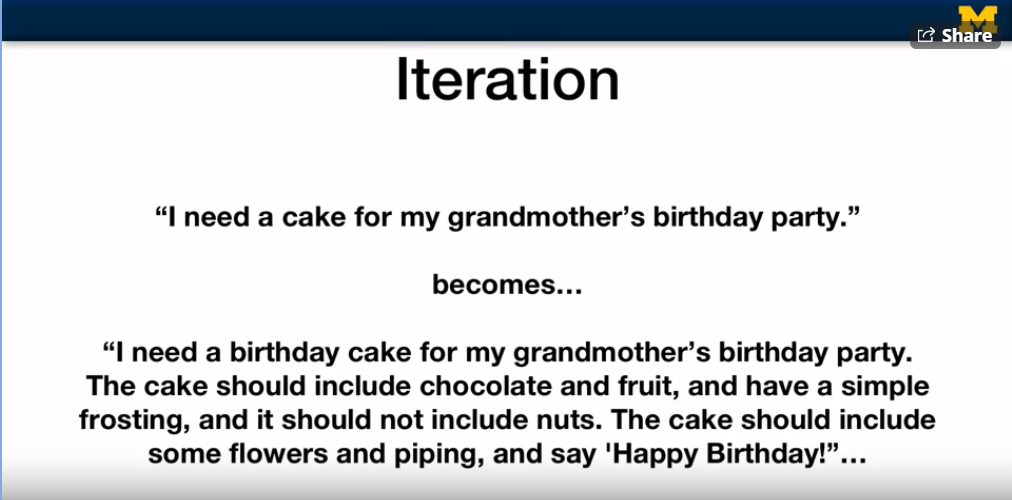 M
Share
Iteration
“I need a cake for my grandmother’s birthday party.”
becomes...
“I need a birthday cake for my grandmother’s birthday party.
The cake should include chocolate and fruit, and have a simple
frosting, and it should not include nuts. The cake should include
some flowers and piping, and say 'Happy Birthday!”...